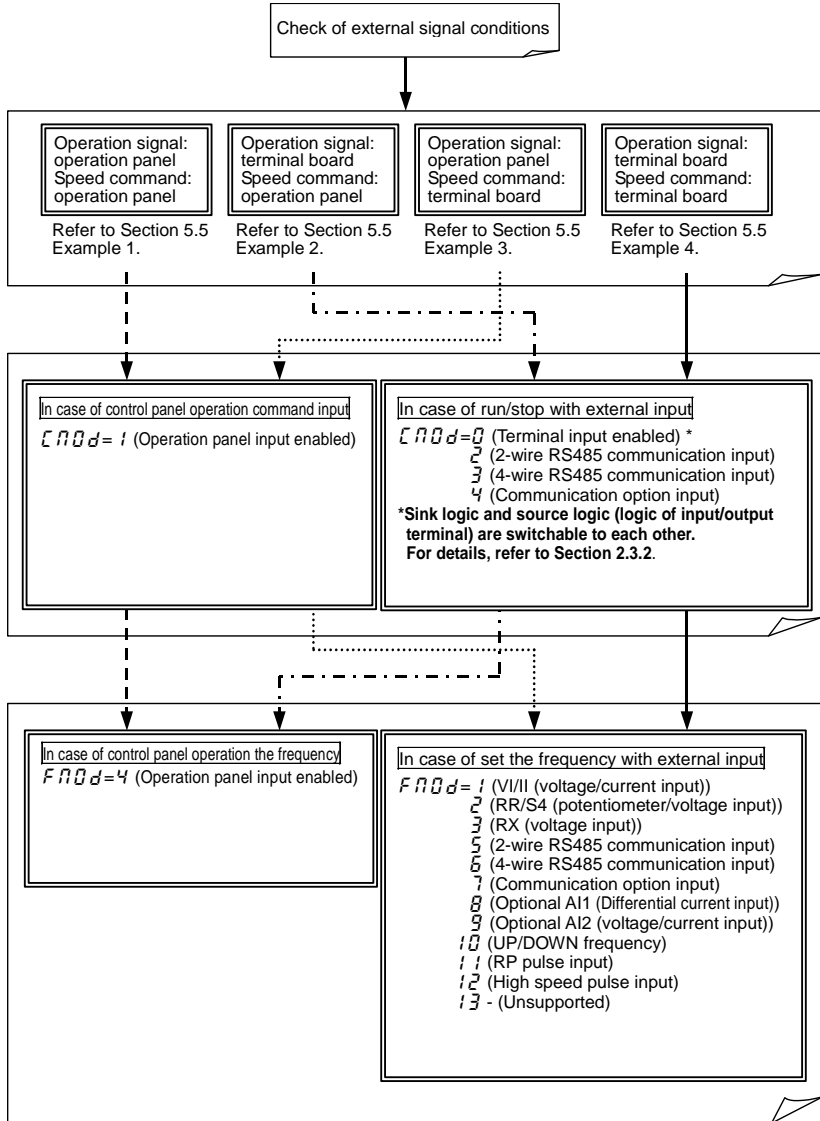 Check of external signal conditions
Operation signal:
operation panel
Speed command:
operation panel
Operation signal:
terminal board
Speed command:
operation panel
Operation signal:
operation panel
Speed command:
terminal board
Operation signal:
terminal board
Speed command:
terminal board
Refer to Section 5.5
Example 1.
Refer to Section 5.5
Example 2.
Refer to Section 5.5
Example 3.
Refer to Section 5.5
Example 4.
In case of control panel operation command input
CMOd=1 (Operation panel input enabled)
In case of run/stop with external input
CMOd=0 (Terminal input enabled) *
2 (2-wire RS485 communication input)
3 (4-wire RS485 communication input)
4 (Communication option input)
*Sink logic and source logic (logic of input/output
terminal) are switchable to each other.
For details, refer to Section 2.3.2.
In case of control panel operation the frequency
FMOd=4 (Operation panel input enabled)
In case of set the frequency with external input
FMOd=1 (VI/II (voltage/current input))
2 (RR/S4 (potentiometer/voltage input))
3 (RX (voltage input))
5 (2-wire RS485 communication input)
6 (4-wire RS485 communication input)
7 (Communication option input)
8 (Optional AI1 (Differential current input))
9 (Optional AI2 (voltage/current input))
10 (UP/DOWN frequency)
11 (RP pulse input)
12 (High speed pulse input)
13 - (Unsupported)